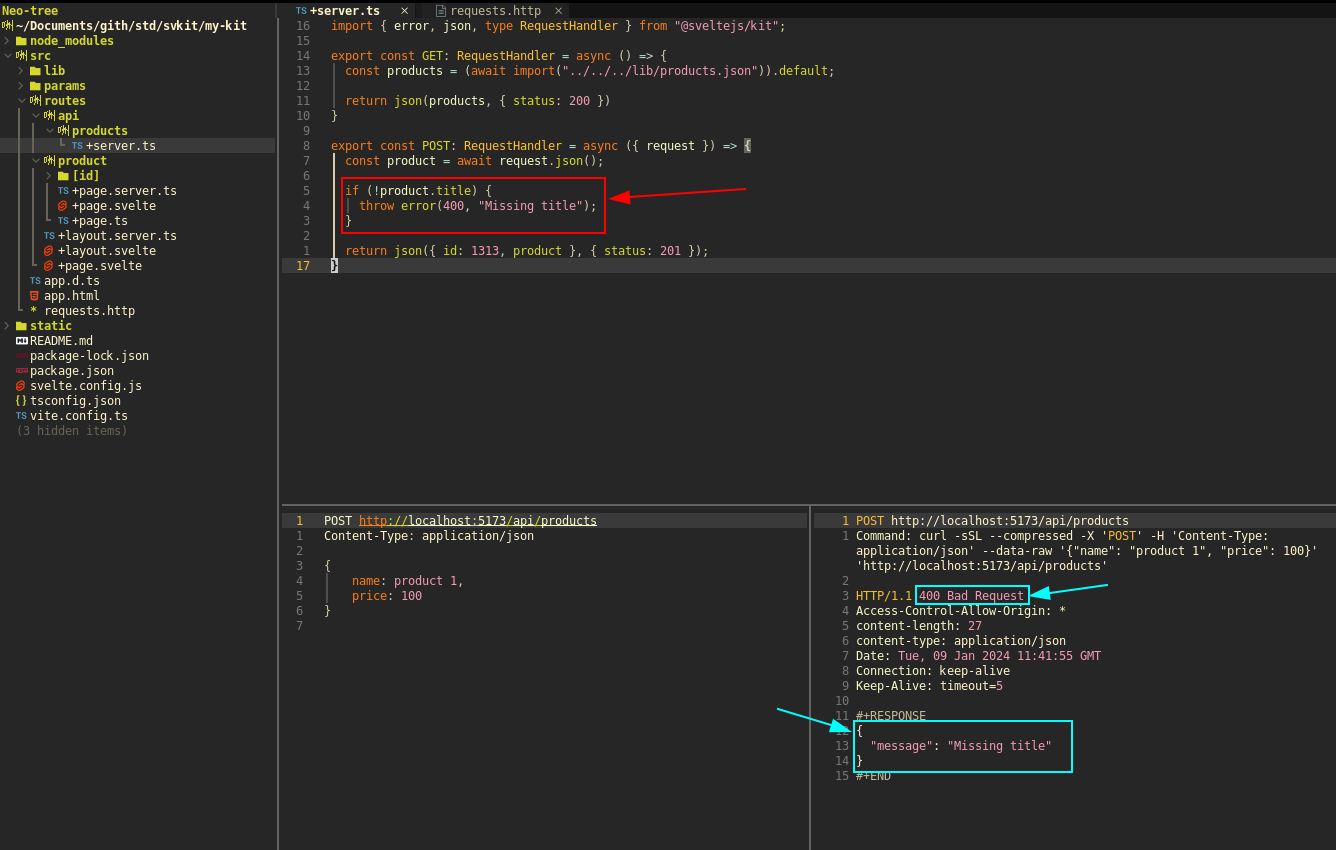 Neo-tree
~/Documents/gith/std/svkit/my-kit
node_modules
src
lib
params
routes
api
products
TS +server.ts
product
[id]
TS +page.server.ts
+page.svelte
TS +page.ts
TS +layout.server.ts
+layout.svelte
+page.svelte
TS app.d.ts
app.html
* requests.http
static
README.md
package-lock.json
package.json
svelte.config.js
{} tsconfig.json
TS vite.config.ts
(3 hidden items)
TS +server.ts × requests.http ×
16 import { error, json, type RequestHandler } from "@sveltejs/kit";
15
14 export const GET: RequestHandler = async () => {
13 const products = (await import("../../../lib/products.json")).default;
12
11 return json(products, { status: 200 })
10 }
9
8 export const POST: RequestHandler = async ({ request }) => {
7 const product = await request.json();
6
5 if (!product.title) {
4 throw error(400, "Missing title");
3 }
2
1 return json({ id: 1313, product }, { status: 201 });
17 }
1 POST http://localhost:5173/api/products
1 Content-Type: application/json
2
3 {
4 name: product 1,
5 price: 100
6 }
7
1 POST http://localhost:5173/api/products
1 Command: curl -sSL --compressed -X 'POST' -H 'Content-Type:
application/json' --data-raw '{"name": "product 1", "price": 100}'
'http://localhost:5173/api/products'
2
3 HTTP/1.1 400 Bad Request
4 Access-Control-Allow-Origin: *
5 content-length: 27
6 content-type: application/json
7 Date: Tue, 09 Jan 2024 11:41:55 GMT
8 Connection: keep-alive
9 Keep-Alive: timeout=5
10
11 #+RESPONSE
12 {
13 "message": "Missing title"
14 }
15 #+END